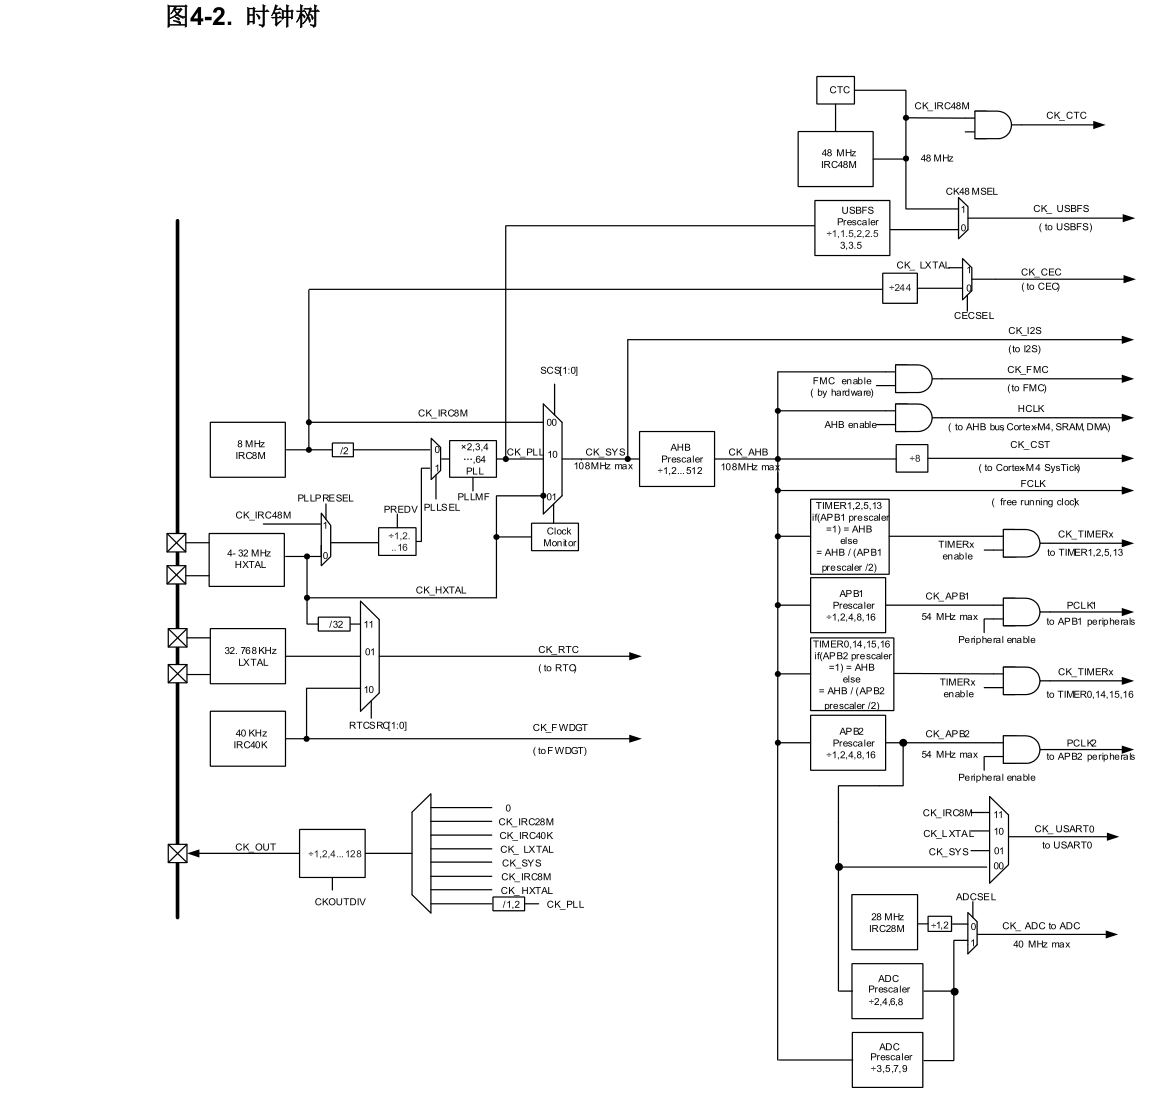 图4-2. 时钟树
CTC
CK_IRC48M
CK_CTC
48 MHz
IRC48M
48 MHz
CK48MSEL
1
0
CK_ USBFS
( to USBFS)
USBFS
Prescaler
÷1,1.5,2,2.5
3,3.5
CK_ LXTAL
1
0
÷244
CK_CEC
( to CEC)
CECSEL
CK_I2S
(to I2S)
SCS[1:0]
FMC enable
( by hardware)
CK_FMC
(to FMC)
AHB enable
HCLK
( to AHB bus,Cortex-M4, SRAM,DMA)
CK_IRC8M
00
8 MHz
IRC8M
/2
0
1
×2,3,4
…,64
PLL
CK_PLL
10
CK_SYS
108MHz max
AHB
Prescaler
÷1,2...512
CK_AHB
108MHz max
÷8
CK_CST
( to Cortex-M4 SysTick)
FCLK
( free running clock)
PLLSEL
PLLMF
01
PLLPRESEL
CK_IRC48M
1
0
PREDV
÷1,2.
..16
Clock
Monitor
4-32 MHz
HXTAL
CK_HXTAL
TIMER1,2,5,13
if(APB1 prescaler
=1) = AHB
else
= AHB / (APB1
prescaler /2)
TIMERx
enable
CK_TIMERx
to TIMER1,2,5,13
APB1
Prescaler
÷1,2,4,8,16
CK_APB1
54 MHz max
Peripheral enable
PCLK1
to APB1 peripherals
/32
11
01
10
32. 768 KHz
LXTAL
CK_RTC
( to RTC)
TIMER0,14,15,16
if(APB2 prescaler
=1) = AHB
else
= AHB / (APB2
prescaler /2)
TIMERx
enable
CK_TIMERx
to TIMER0,14,15,16
RTCSRC[1:0]
40 KHz
IRC40K
CK_FWDGT
( to FWDGT)
APB2
Prescaler
÷1,2,4,8,16
CK_APB2
54 MHz max
Peripheral enable
PCLK2
to APB2 peripherals
CK_OUT
÷1,2,4...128
CKOUTDIV
0
CK_IRC28M
CK_IRC40K
CK_ LXTAL
CK_SYS
CK_IRC8M
CK_HXTAL
/1,2
CK_PLL
CK_IRC8M
CK_LXTAL
CK_SYS
11
10
01
00
CK_USART0
to USART0
ADCSEL
28 MHz
IRC28M
÷1,2
0
1
CK_ ADC to ADC
40 MHz max
ADC
Prescaler
÷2,4,6,8
ADC
Prescaler
÷3,5,7,9